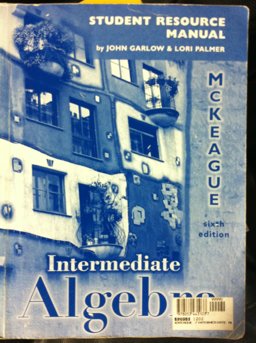 STUDENT RESOURCE
MANUAL
by JOHN GARLOW & LORI PALMER
MCKEAGUE
sixth
edition
Intermediate
Algebra